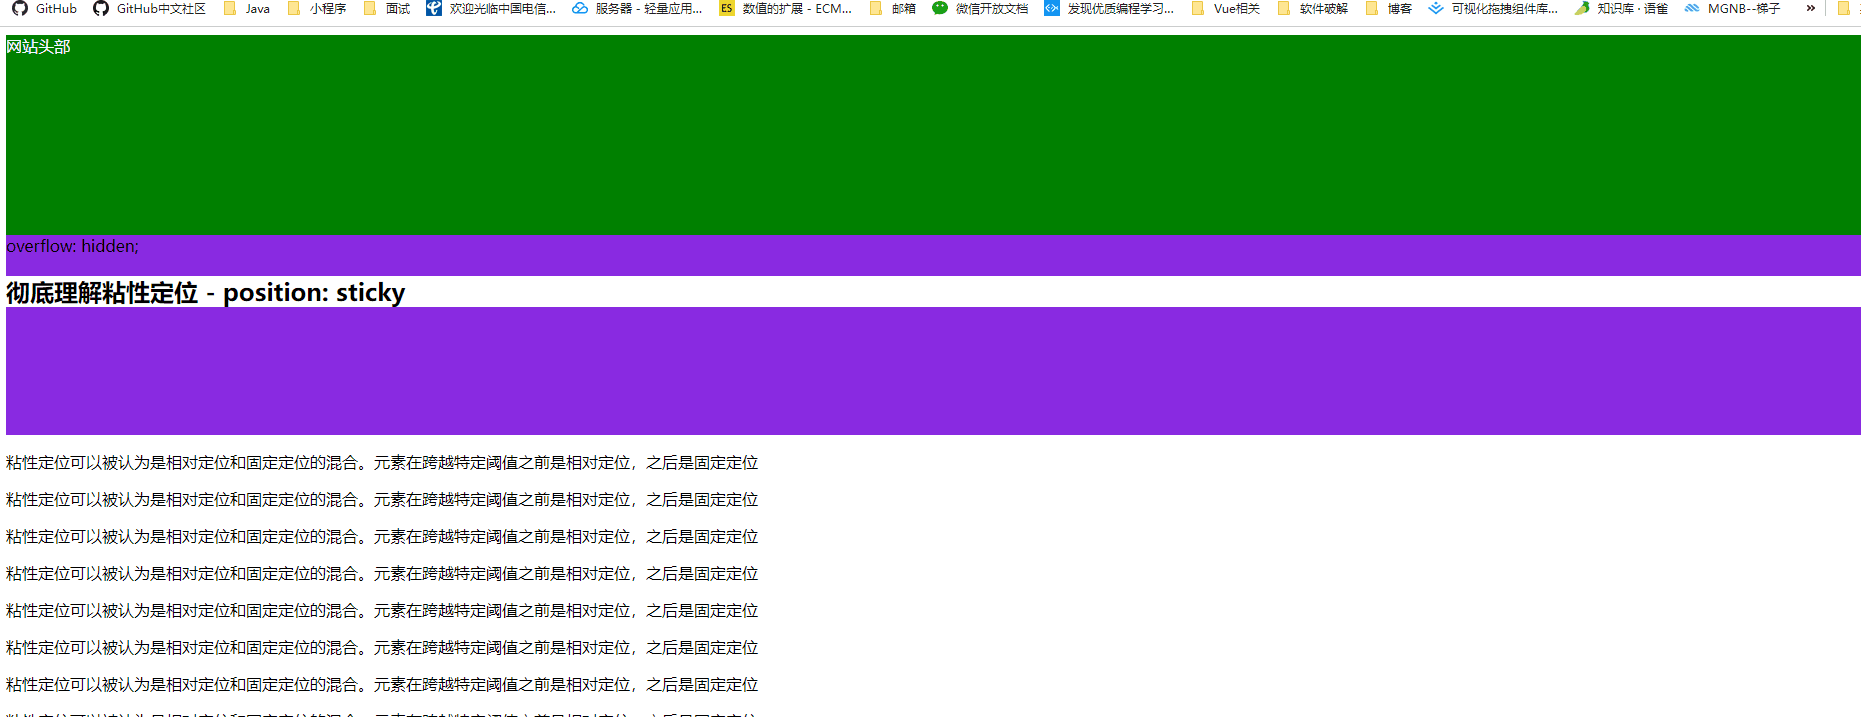 GitHub GitHub中文社区 Java 小程序 面试 欢迎光临中国电信... 服务器 - 轻量应用... ES 数值的扩展 - ECM... 邮箱 微信开放文档 发现优质编程学习... Vue相关 软件破解 博客 可视化拖拽组件库... 知识库 · 语雀 MGNB--梯子 »
网站头部
overflow: hidden;
彻底理解粘性定位 - position: sticky
粘性定位可以被认为是相对定位和固定定位的混合。元素在跨越特定阈值之前是相对定位，之后是固定定位
粘性定位可以被认为是相对定位和固定定位的混合。元素在跨越特定阈值之前是相对定位，之后是固定定位
粘性定位可以被认为是相对定位和固定定位的混合。元素在跨越特定阈值之前是相对定位，之后是固定定位
粘性定位可以被认为是相对定位和固定定位的混合。元素在跨越特定阈值之前是相对定位，之后是固定定位
粘性定位可以被认为是相对定位和固定定位的混合。元素在跨越特定阈值之前是相对定位，之后是固定定位
粘性定位可以被认为是相对定位和固定定位的混合。元素在跨越特定阈值之前是相对定位，之后是固定定位
粘性定位可以被认为是相对定位和固定定位的混合。元素在跨越特定阈值之前是相对定位，之后是固定定位